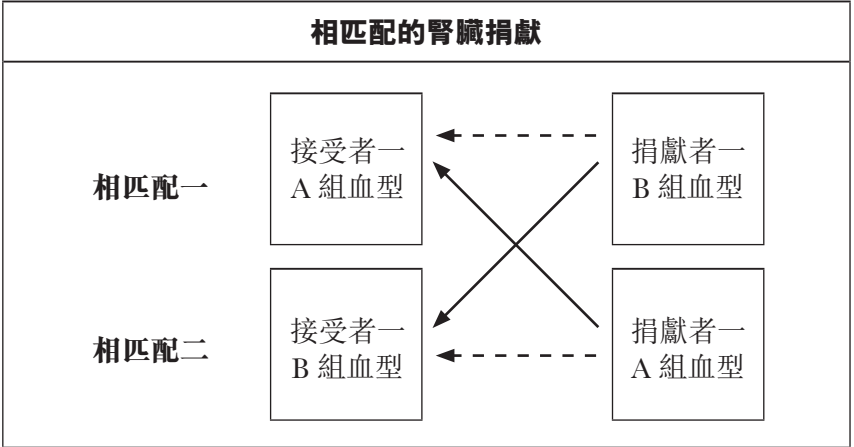 相匹配的腎臟捐獻
相匹配一
接受者一
A 組血型
捐獻者一
B 組血型
相匹配二
接受者一
B 組血型
捐獻者一
A 組血型